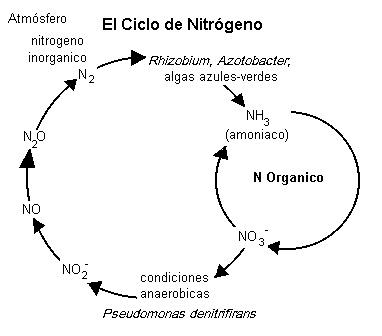 Atmósfero
El Ciclo de Nitrógeno
nitrogeno
inorganico
N₂
Rhizobium, Azotobacter,
algas azules-verdes
NH₃
(amoniaco)
N₂O
N Organico
NO
NO₃⁻
NO₂⁻
condiciones
anaerobicas
Pseudomonas denitrifirans